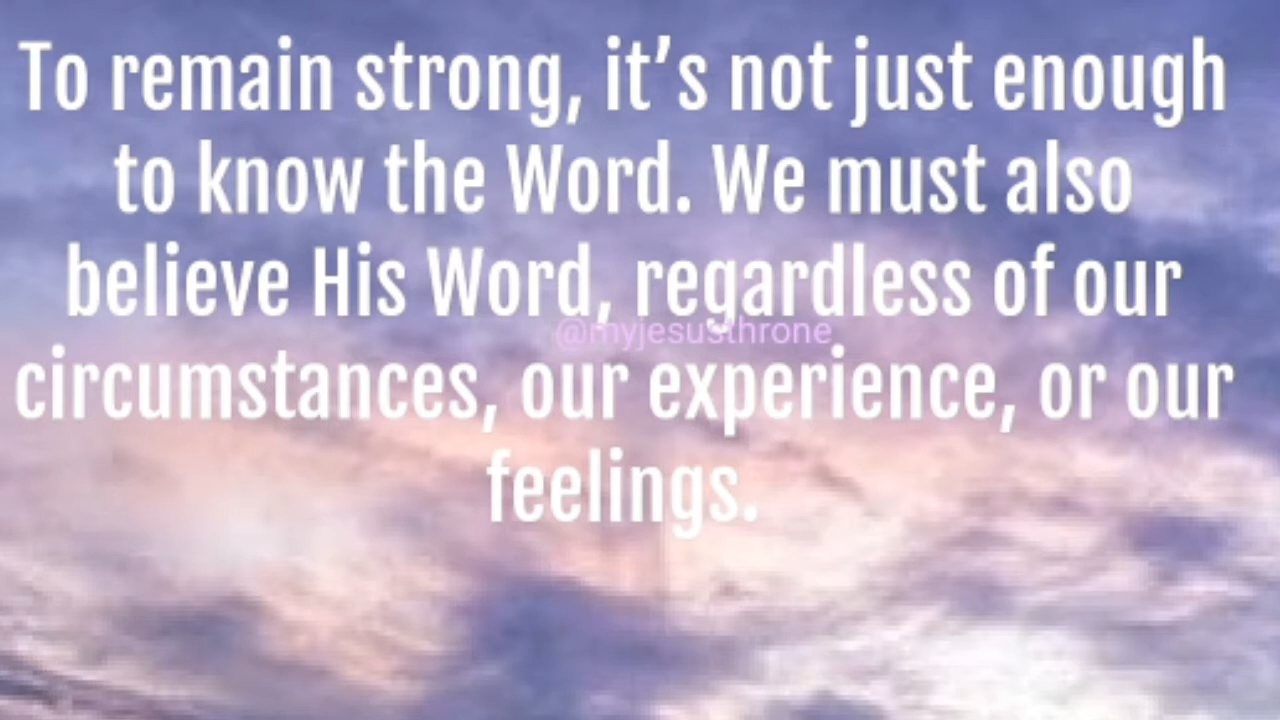 To remain strong, it’s not just enough
to know the Word. We must also
believe His Word, regardless of our
@myjesusthrone
circumstances, our experience, or our
feelings.